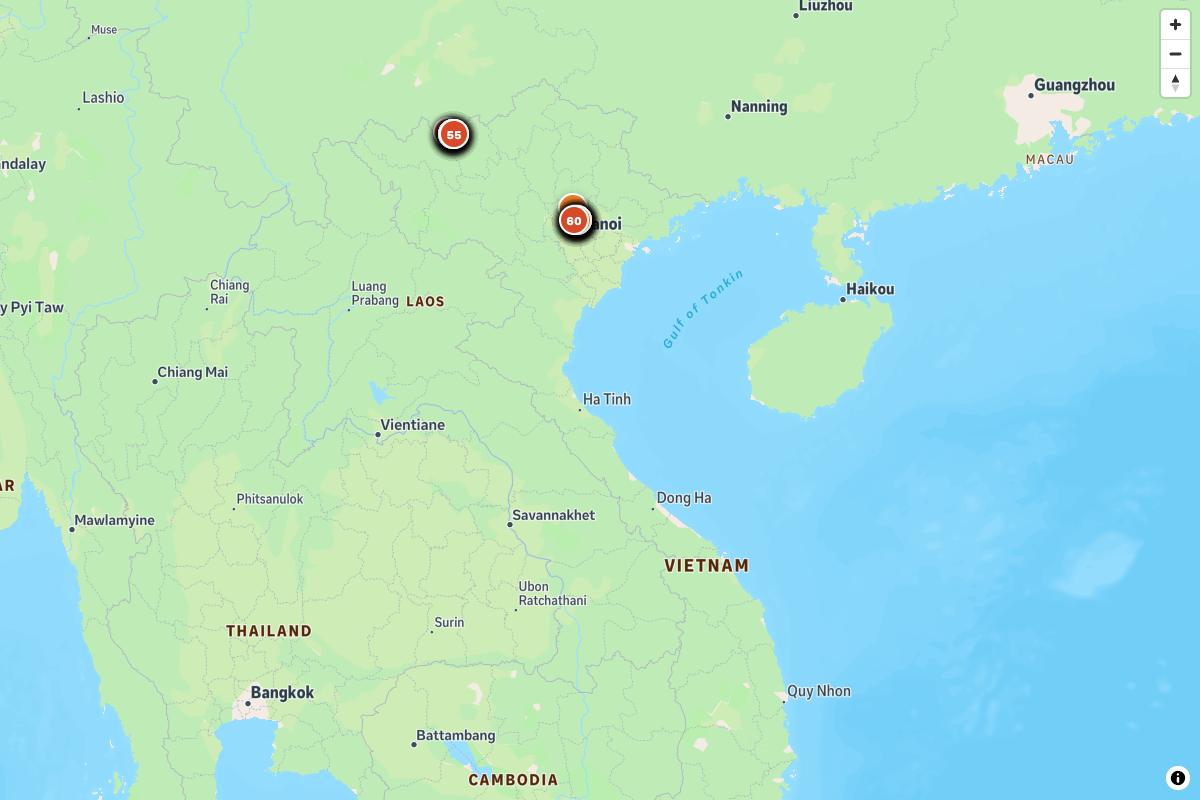 Liuzhou
Muse
Lashio
Guangzhou
Nanning
55
MACAU
ndalay
60
anoi
Gulf of Tonkin
Chiang
Rai
Luang
Prabang
LAOS
Haikou
y Pyi Taw
Chiang Mai
Ha Tinh
Vientiane
AR
Phitsanulok
Dong Ha
Mawlamyine
Savannakhet
VIETNAM
Ubon
Ratchathani
THAILAND
Surin
Bangkok
Quy Nhon
Battambang
CAMBODIA